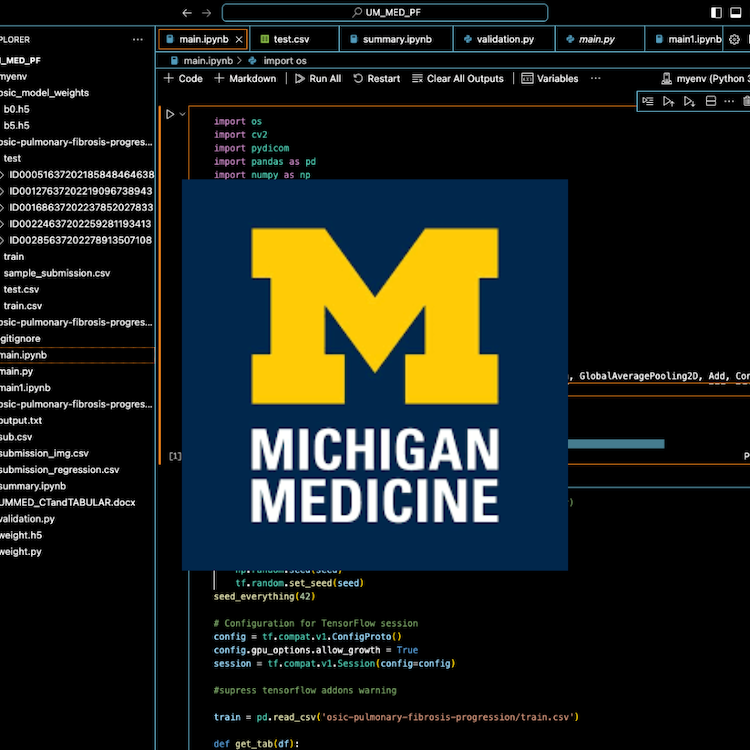 UM_MED_PF
PLORER
main.ipynb
test.csv
summary.ipynb
validation.py
main.py
main1.ipynb
main.ipynb > import os
+ Code + Markdown Run All Restart Clear All Outputs Variables ... myenv (Python 3
M_MED_PF
myenv
osic_model_weights
b0.h5
b5.h5
osic-pulmonary-fibrosis-progres...
test
ID00051637202185848464638
ID00127637202219096738943
ID00168637202237852027833
ID00224637202259281193413
ID00285637202278913507108
train
sample_submission.csv
test.csv
train.csv
osic-pulmonary-fibrosis-progres...
gitignore
main.ipynb
main.py
main1.ipynb
osic-pulmonary-fibrosis-progres...
output.txt
sub.csv
submission_img.csv
submission_regression.csv
summary.ipynb
UMMED_CTandTABULAR.docx
validation.py
weight.h5
weight.py
import os
import cv2
import pydicom
import pandas as pd
import numpy as np
, GlobalAveragePooling2D, Add, Con
[1]
M
MICHIGAN
MEDICINE
np.random.seed(seed)
tf.random.set_seed(seed)
seed_everything(42)
# Configuration for TensorFlow session
config = tf.compat.v1.ConfigProto()
config.gpu_options.allow_growth = True
session = tf.compat.v1.Session(config=config)
#supress tensorflow addons warning
train = pd.read_csv('osic-pulmonary-fibrosis-progression/train.csv')
def get_tab(df):